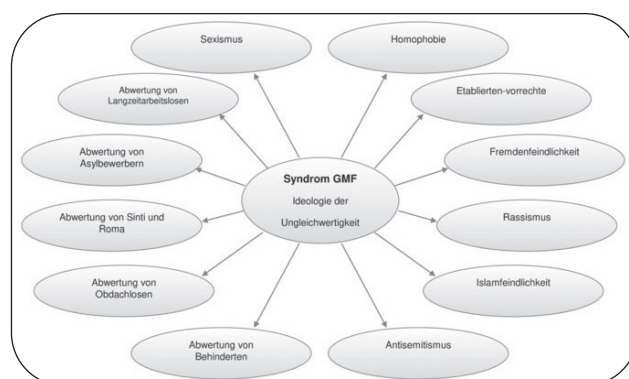 Sexismus
Homophobie
Abwertung von
Langzeitarbeitslosen
Etablierten-vorrechte
Abwertung von
Asylbewerbern
Fremdenfeindlichkeit
Syndrom GMF
Ideologie der
Ungleichwertigkeit
Abwertung von Sinti und
Roma
Rassismus
Abwertung von
Obdachlosen
Islamfeindlichkeit
Abwertung von
Behinderten
Antisemitismus